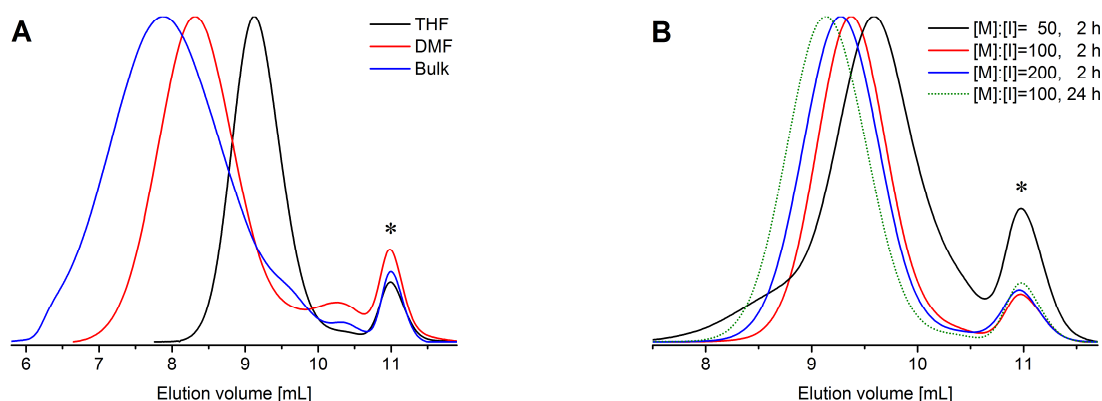 A
THF
DMF
Bulk
*
6 7 8 9 10 11
Elution volume [mL]
B
[M]:[I]= 50, 2 h
[M]:[I]=100, 2 h
[M]:[I]=200, 2 h
[M]:[I]=100, 24 h
*
8 9 10 11
Elution volume [mL]